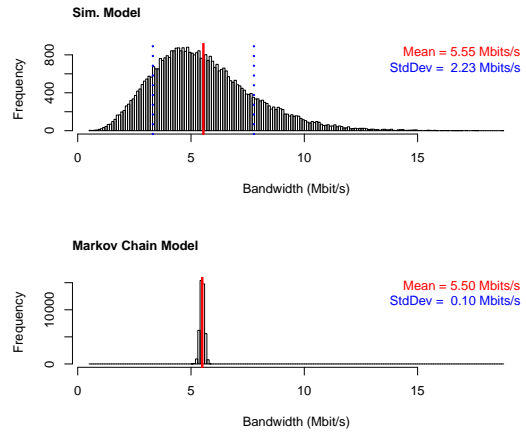 Sim. Model
Mean = 5.55 Mbits/s
StdDev = 2.23 Mbits/s
Frequency
0 400 800
0 5 10 15
Bandwidth (Mbit/s)
Markov Chain Model
Mean = 5.50 Mbits/s
StdDev = 0.10 Mbits/s
Frequency
0 10000
0 5 10 15
Bandwidth (Mbit/s)